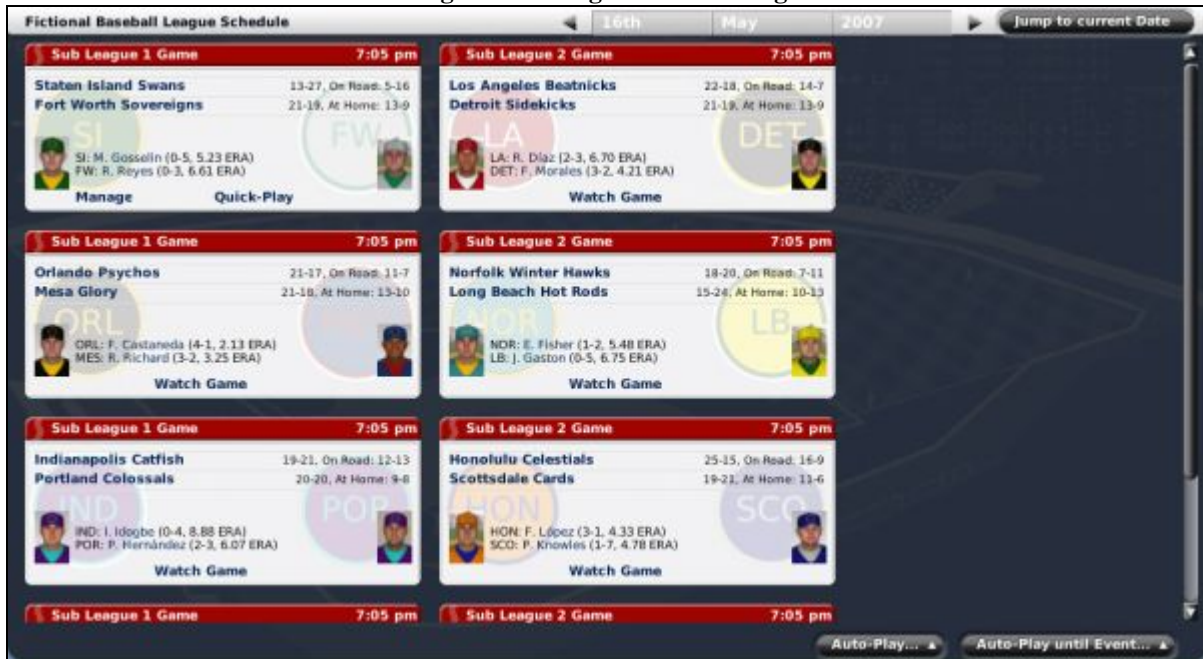 Fictional Baseball League Schedule
16th May 2007
Jump to current Date
Sub League 1 Game 7:05 pm
Staten Island Swans 13-27, On Road: 5-16
Fort Worth Sovereigns 21-19, At Home: 13-9
SI FW
SI: M. Gosselin (0-5, 5.23 ERA)
FW: R. Reyes (0-3, 6.61 ERA)
Manage Quick-Play
Sub League 2 Game 7:05 pm
Los Angeles Beatnicks 22-18, On Road: 14-7
Detroit Sidekicks 21-19, At Home: 13-9
LA DET
LA: R. Díaz (2-3, 6.70 ERA)
DET: F. Morales (3-2, 4.21 ERA)
Watch Game
Sub League 1 Game 7:05 pm
Orlando Psychos 21-17, On Road: 11-7
Mesa Glory 21-18, At Home: 13-10
ORL
ORL: F. Castaneda (4-1, 2.13 ERA)
MES: R. Richard (3-2, 3.25 ERA)
Watch Game
Sub League 2 Game 7:05 pm
Norfolk Winter Hawks 18-20, On Road: 7-11
Long Beach Hot Rods 15-24, At Home: 10-13
NOR LB
NOR: E. Fisher (1-2, 5.48 ERA)
LB: J. Gaston (0-5, 6.75 ERA)
Watch Game
Sub League 1 Game 7:05 pm
Indianapolis Catfish 19-21, On Road: 12-13
Portland Colossals 20-20, At Home: 9-8
IND POR
IND: I. Idogbe (0-4, 8.88 ERA)
POR: P. Hernández (2-3, 6.07 ERA)
Watch Game
Sub League 2 Game 7:05 pm
Honolulu Celestials 25-15, On Road: 16-9
Scottsdale Cards 19-21, At Home: 11-6
HON SCO
HON: F. López (3-1, 4.33 ERA)
SCO: P. Knowles (1-7, 4.78 ERA)
Watch Game
Sub League 1 Game 7:05 pm
Sub League 2 Game 7:05 pm
Auto-Play... Auto-Play until Event...